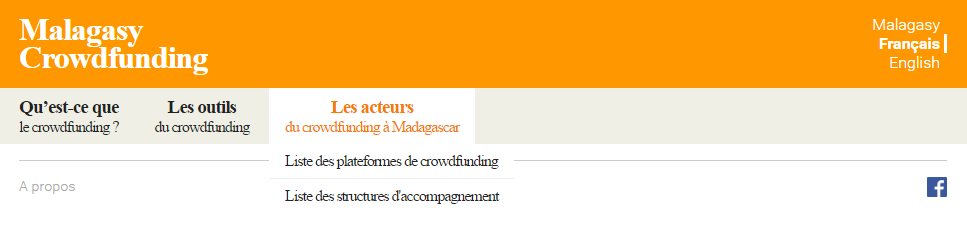 Malagasy
Crowdfunding
Malagasy
Français
English
Qu’est-ce que
le crowdfunding ?
Les outils
du crowdfunding
Les acteurs
du crowdfunding à Madagascar
Liste des plateformes de crowdfunding
Liste des structures d'accompagnement
A propos